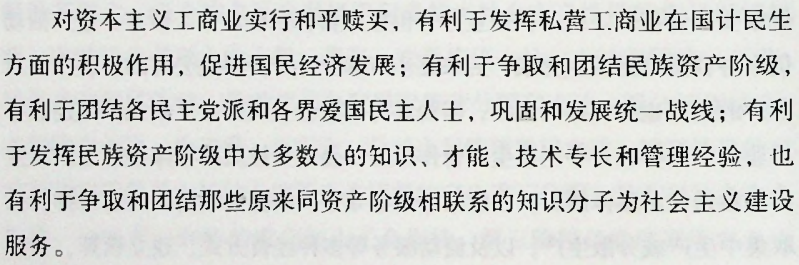 对资本主义工商业实行和平赎买，有利于发挥私营工商业在国计民生
方面的积极作用，促进国民经济发展；有利于争取和团结民族资产阶级，
有利于团结各民主党派和各界爱国民主人士，巩固和发展统一战线；有利
于发挥民族资产阶级中大多数人的知识、才能、技术专长和管理经验，也
有利于争取和团结那些原来同资产阶级相联系的知识分子为社会主义建设
服务。